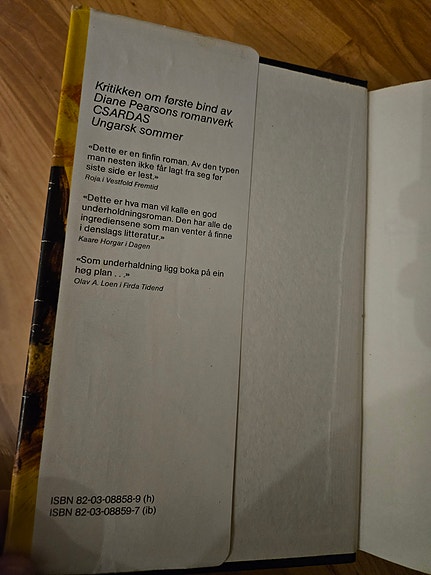 Kritikken om første bind av
Diane Pearsons romanverk
CSARDAS
Ungarsk sommer
«Dette er en finfin roman. Av den typen
man nesten ikke får lagt fra seg før
siste side er lest.»
Roja i Vestfold Fremtid
«Dette er hva man vil kalle en god
underholdningsroman. Den har alle de
ingrediensene som man venter å finne
i denslags litteratur.»
Kaare Horgar i Dagen
«Som underhaldning ligg boka på ein
høg plan . . .»
Olav A. Loen i Firda Tidend
ISBN 82-03-08858-9 (h)
ISBN 82-03-08859-7 (ib)